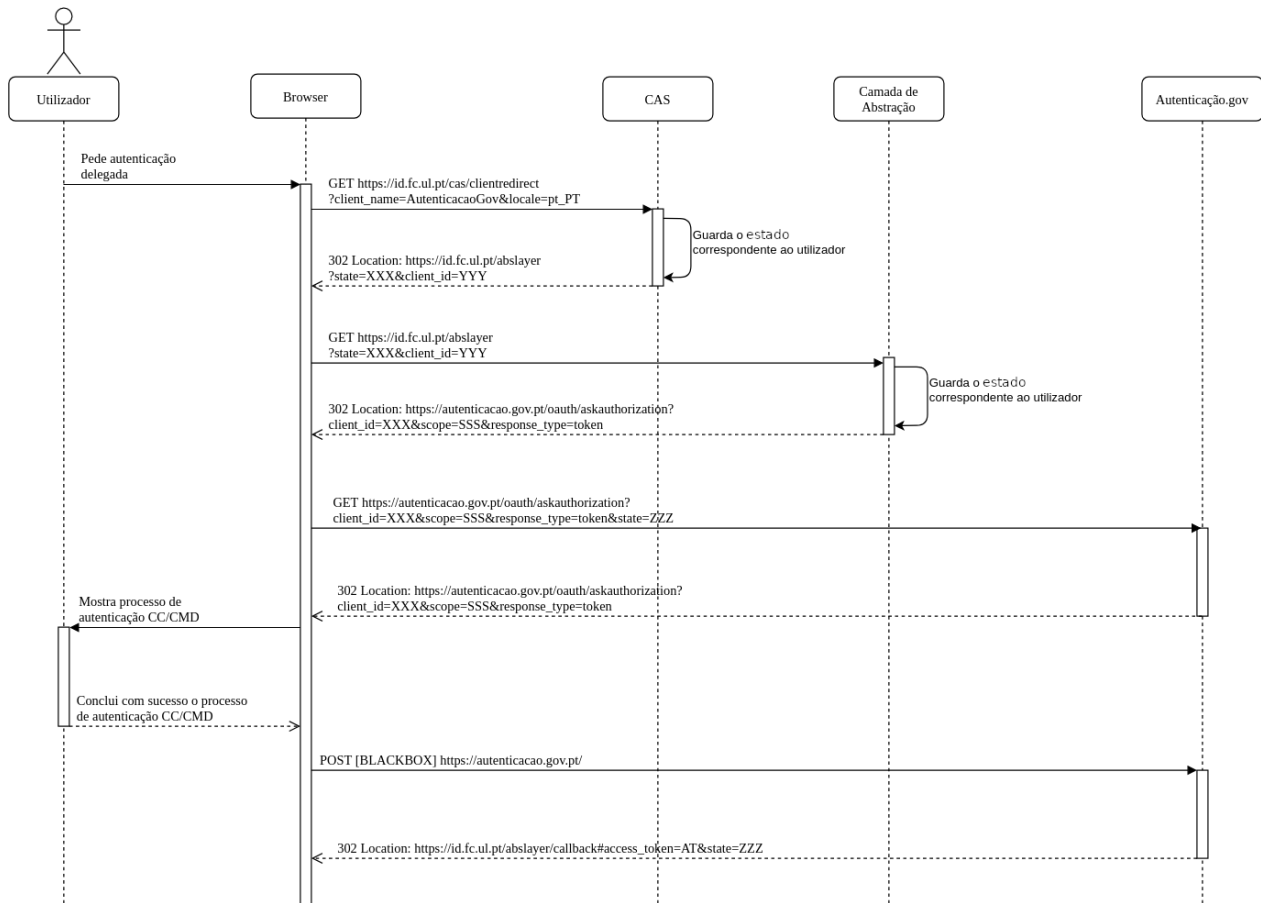 Utilizador
Browser
CAS
Camada de
Abstração
Autenticação.gov
Pede autenticação
delegada
GET https://id.fc.ul.pt/cas/clientredirect
?client_name=AutenticacaoGov&locale=pt_PT
Guarda o estado
correspondente ao utilizador
302 Location: https://id.fc.ul.pt/abslayer
?state=XXX&client_id=YYY
GET https://id.fc.ul.pt/abslayer
?state=XXX&client_id=YYY
Guarda o estado
correspondente ao utilizador
302 Location: https://autenticacao.gov.pt/oauth/askauthorization?
client_id=XXX&scope=SSS&response_type=token
GET https://autenticacao.gov.pt/oauth/askauthorization?
client_id=XXX&scope=SSS&response_type=token&state=ZZZ
302 Location: https://autenticacao.gov.pt/oauth/askauthorization?
client_id=XXX&scope=SSS&response_type=token
Mostra processo de
autenticação CC/CMD
Conclui com sucesso o processo
de autenticação CC/CMD
POST [BLACKBOX] https://autenticacao.gov.pt/
302 Location: https://id.fc.ul.pt/abslayer/callback#access_token=AT&state=ZZZ